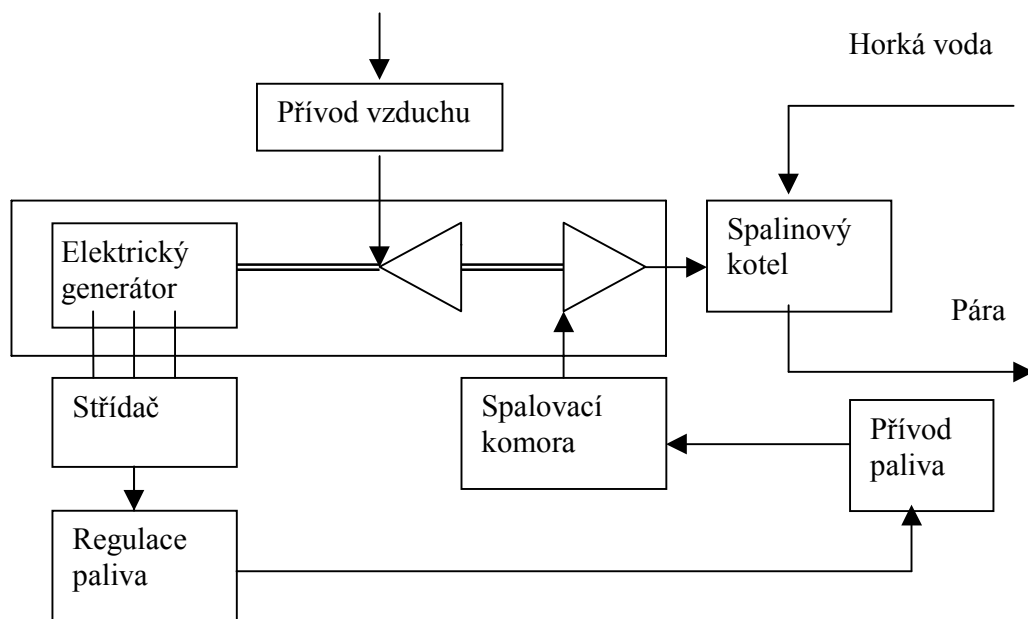 Horká voda
Přívod vzduchu
Elektrický
generátor
Spalinový
kotel
Pára
Střídač
Spalovací
komora
Přívod
paliva
Regulace
paliva